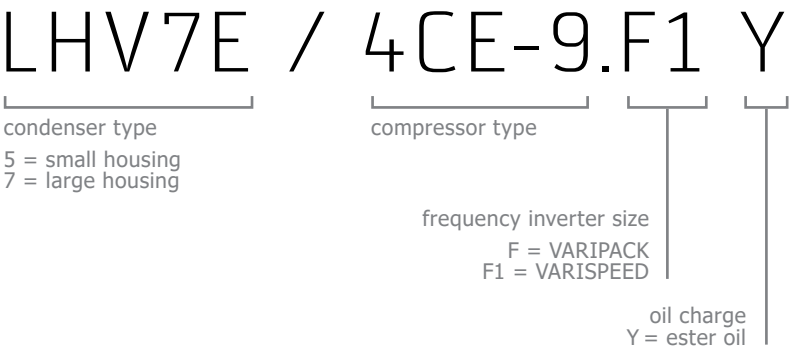 LHV7E / 4CE-9.F1 Y
condenser type
5 = small housing
7 = large housing
compressor type
frequency inverter size
F = VARIPACK
F1 = VARISPEED
oil charge
Y = ester oil